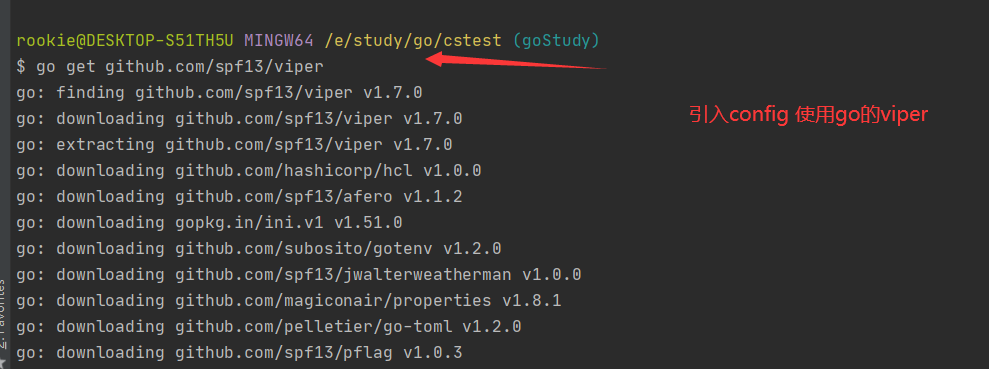 rookie@DESKTOP-S51TH5U MINGW64 /e/study/go/cstest (goStudy)
$ go get github.com/spf13/viper
go: finding github.com/spf13/viper v1.7.0
go: downloading github.com/spf13/viper v1.7.0
引入config 使用go的viper
go: extracting github.com/spf13/viper v1.7.0
go: downloading github.com/hashicorp/hcl v1.0.0
go: downloading github.com/spf13/afero v1.1.2
go: downloading gopkg.in/ini.v1 v1.51.0
go: downloading github.com/subosito/gotenv v1.2.0
go: downloading github.com/spf13/jwalterweatherman v1.0.0
go: downloading github.com/magiconair/properties v1.8.1
go: downloading github.com/pelletier/go-toml v1.2.0
go: downloading github.com/spf13/pflag v1.0.3